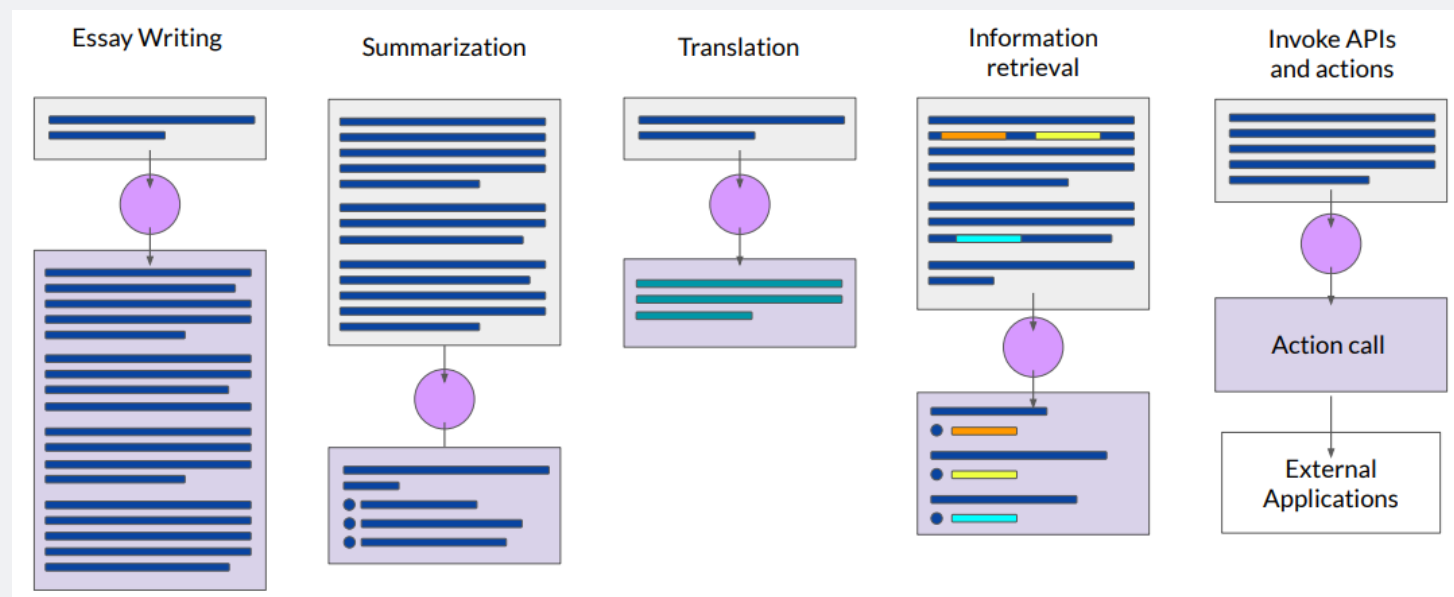 Essay Writing
Summarization
Translation
Information
retrieval
Invoke APIs
and actions
Action call
External
Applications